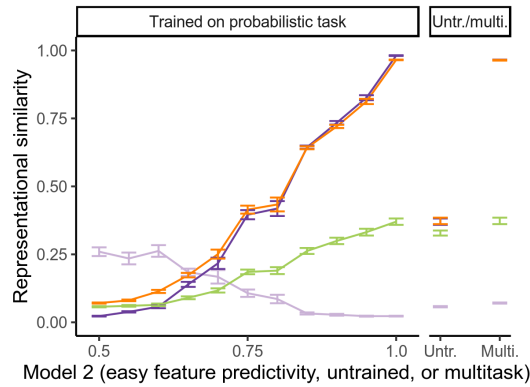 Trained on probabilistic task
Untr./multi.
Representational similarity
1.00
0.75
0.50
0.25
0.00
0.5
0.75
1.0
Untr.
Multi.
Model 2 (easy feature predictivity, untrained, or multitask)